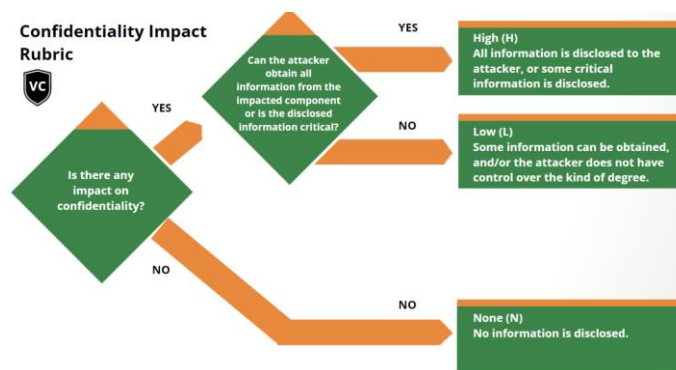 Confidentiality Impact
Rubric
VC
Is there any
impact on
confidentiality?
YES
NO
Can the attacker
obtain all
information from the
impacted component
or is the disclosed
information critical?
YES
NO
High (H)
All information is disclosed to the
attacker, or some critical
information is disclosed.
Low (L)
Some information can be obtained,
and/or the attacker does not have
control over the kind of degree.
NO
None (N)
No information is disclosed.